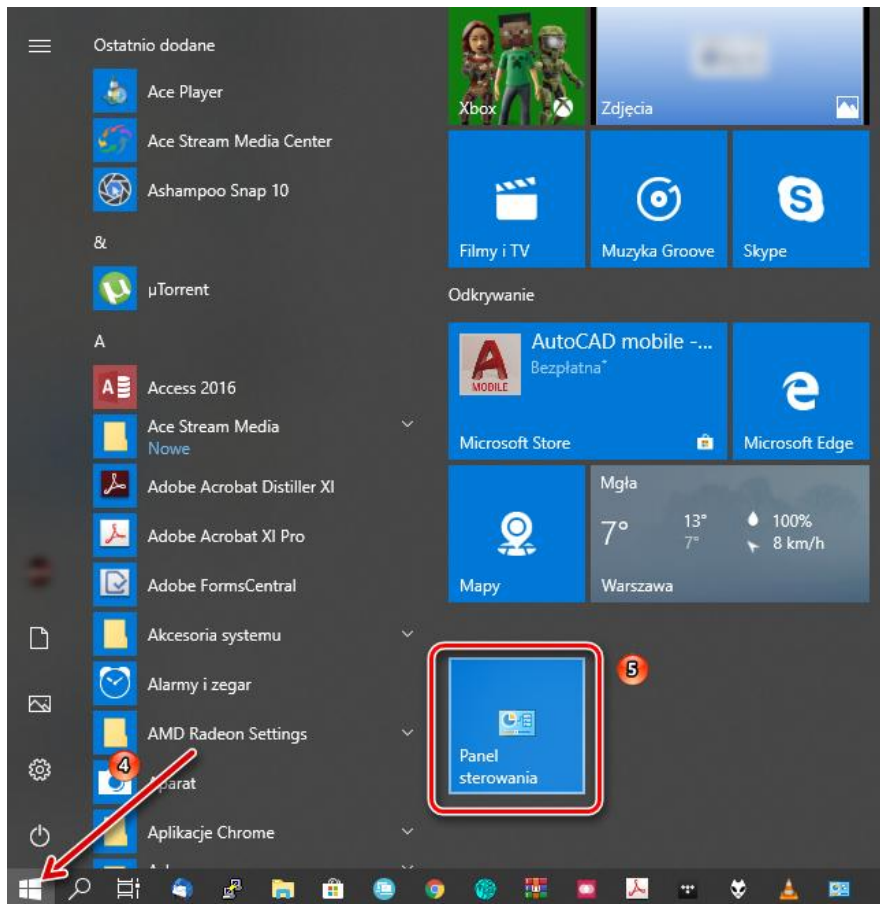 Ostatnio dodane
Ace Player
Ace Stream Media Center
Ashampoo Snap 10
&
µTorrent
A
Access 2016
Ace Stream Media
Nowe
Adobe Acrobat Distiller XI
Adobe Acrobat XI Pro
Adobe FormsCentral
Akcesoria systemu
Alarmy i zegar
AMD Radeon Settings
4
Aparat
Aplikacje Chrome
Xbox
Zdjęcia
Filmy i TV
Muzyka Groove
Skype
Odkrywanie
AutoCAD mobile -...
Bezpłatna*
MOBILE
Microsoft Store
Microsoft Edge
Mapy
Mgła
7° 13° 100%
7° 8 km/h
Warszawa
5
Panel
sterowania